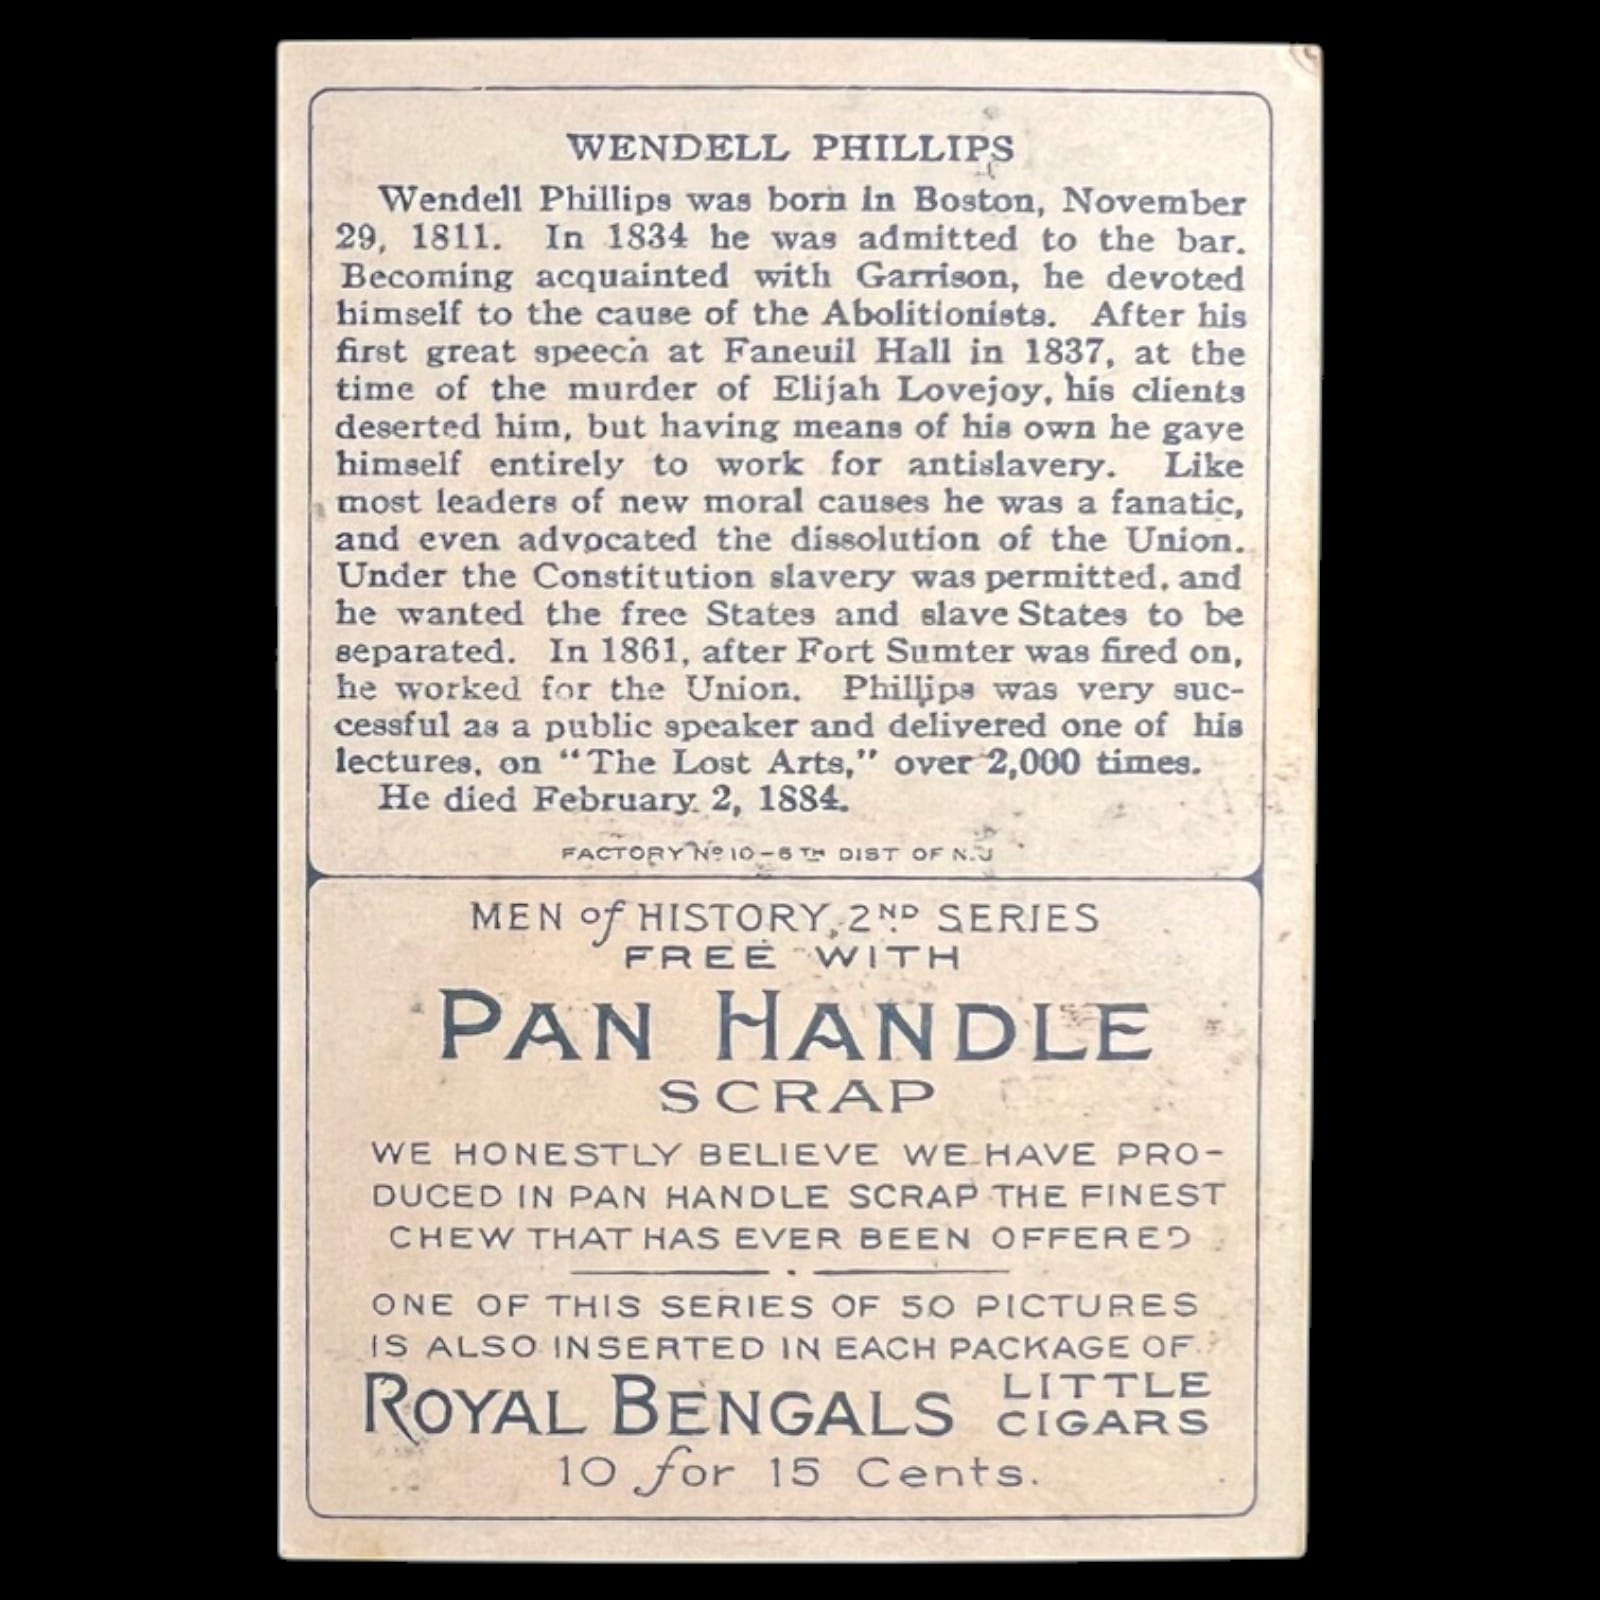 WENDELL PHILLIPS
Wendell Phillips was born in Boston, November
29, 1811. In 1834 he was admitted to the bar.
Becoming acquainted with Garrison, he devoted
himself to the cause of the Abolitionists. After his
first great speech at Faneuil Hall in 1837, at the
time of the murder of Elijah Lovejoy, his clients
deserted him, but having means of his own he gave
himself entirely to work for antislavery. Like
most leaders of new moral causes he was a fanatic,
and even advocated the dissolution of the Union.
Under the Constitution slavery was permitted, and
he wanted the free States and slave States to be
separated. In 1861, after Fort Sumter was fired on,
he worked for the Union. Phillips was very suc-
cessful as a public speaker and delivered one of his
lectures, on "The Lost Arts," over 2,000 times.
He died February 2, 1884.
FACTORY No 10-5TH DIST OF N.J
MEN of HISTORY, 2ND SERIES
FREE WITH
PAN HANDLE
SCRAP
WE HONESTLY BELIEVE WE HAVE PRO-
DUCED IN PAN HANDLE SCRAP THE FINEST
CHEW THAT HAS EVER BEEN OFFERED
ONE OF THIS SERIES OF 50 PICTURES
IS ALSO INSERTED IN EACH PACKAGE OF
ROYAL BENGALS LITTLE CIGARS
10 for 15 Cents.